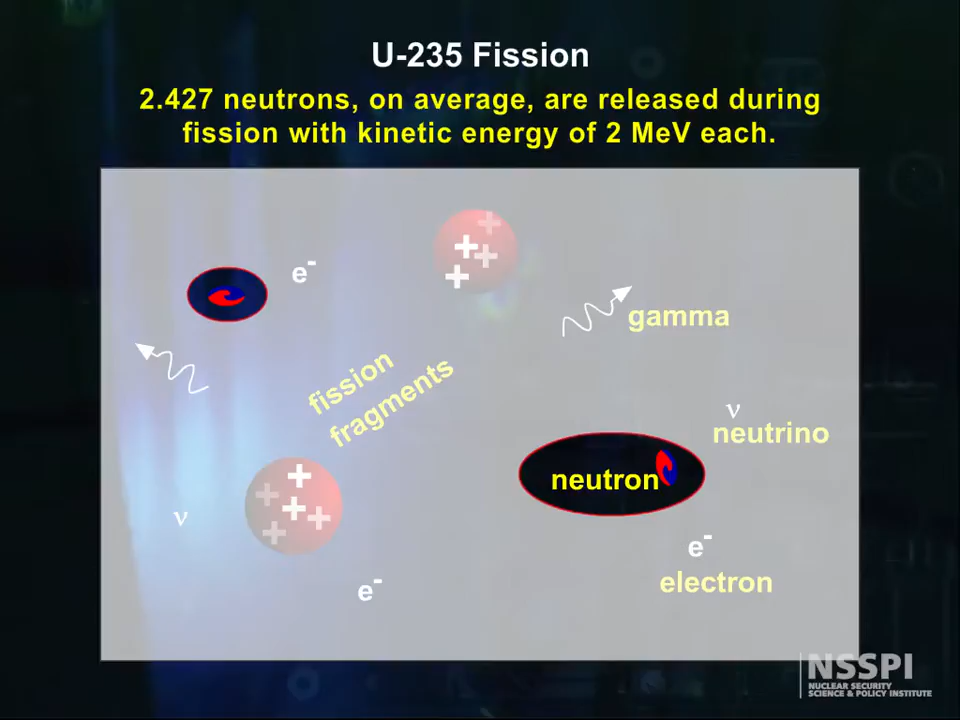 U-235 Fission
2.427 neutrons, on average, are released during
fission with kinetic energy of 2 MeV each.
e-
gamma
fission
fragments
ν
neutrino
neutron
ν
e-
electron
e-
NSSPI
NUCLEAR SECURITY
SCIENCE & POLICY INSTITUTE